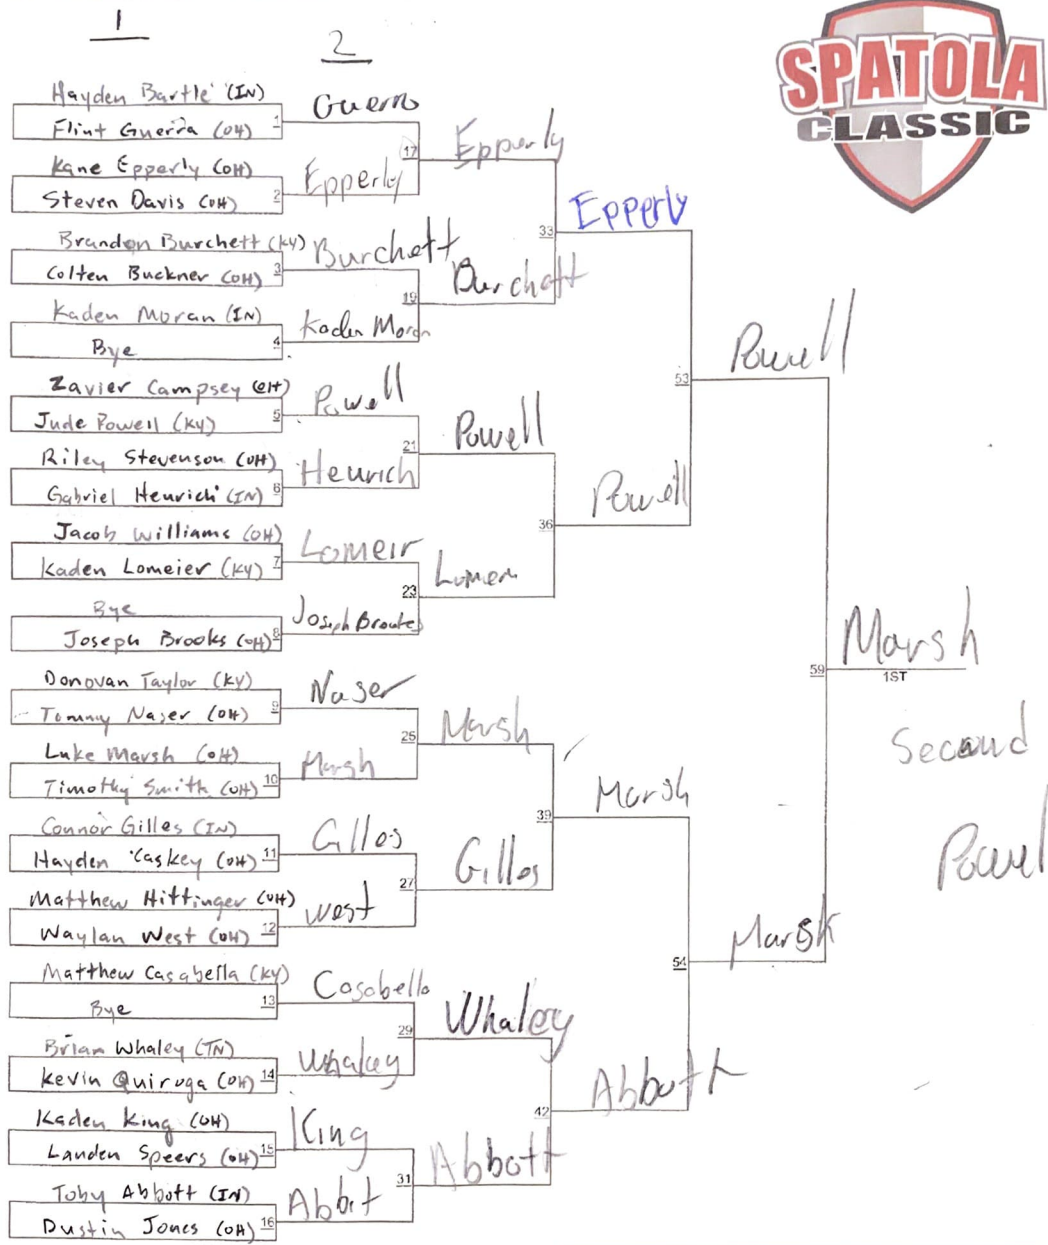 1
2
SPATOLA
CLASSIC
Hayden Bartle (IN)
1
Flint Guerra (OH)
Guerra
17
Kane Epperly (OH)
2
Steven Davis (OH)
Epperly
Epperly
33
Brandon Burchett (KY)
3
Colten Buckner (OH)
Burchett
19
Kaden Moran (IN)
4
Bye
Kaden Moran
Burchett
Epperly
53
Zavier Campsey (OH)
5
Jude Powell (KY)
Powell
21
Riley Stevenson (OH)
6
Gabriel Heurich (IN)
Heurich
Powell
36
Jacob Williams (OH)
7
Kaden Lomeier (KY)
Lomeir
23
Bye
8
Joseph Brooks (OH)
Joseph
Powell
Powell
59
Donovan Taylor (KY)
9
Tommy Naser (OH)
Naser
25
Luke Marsh (OH)
10
Timothy Smith (OH)
Marsh
Marsh
39
Connor Gilles (IN)
11
Hayden Caskey (OH)
Gilles
27
Matthew Hittinger (OH)
12
Waylan West (OH)
West
Gilles
Marsh
54
Matthew Casabella (KY)
13
Bye
Casabella
29
Brian Whaley (TN)
14
Kevin Quiroga (OH)
Whaley
Whaley
42
Kaden King (OH)
15
Landen Speers (OH)
King
31
Toby Abbott (IN)
16
Dustin Jones (OH)
Abbit
Abbott
Abbott
Marsh
Marsh
1ST
Second
Powell